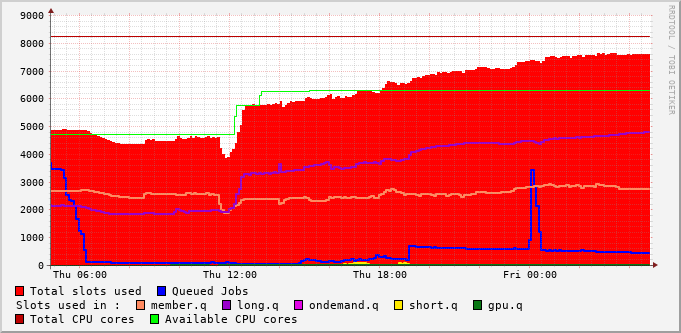 9000
RRDTOOL / TOBI OETIKER
8000
7000
6000
5000
4000
3000
2000
1000
0
Thu 06:00 Thu 12:00 Thu 18:00 Fri 00:00
Total slots used Queued Jobs
Slots used in : member.q long.q ondemand.q short.q gpu.q
Total CPU cores Available CPU cores